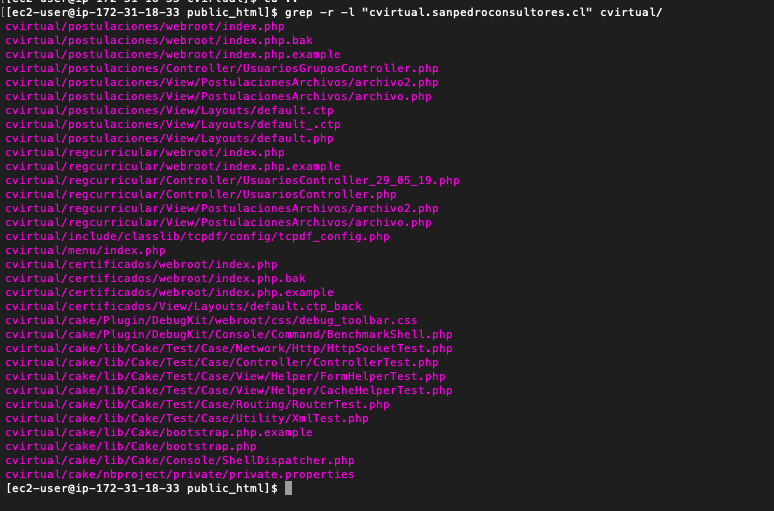 [[ec2-user@ip-172-31-18-33 public_html]$ grep -r -l "cvirtual.sanpedroconsultores.cl" cvirtual/
cvirtual/postulaciones/webroot/index.php
cvirtual/postulaciones/webroot/index.php.bak
cvirtual/postulaciones/webroot/index.php.example
cvirtual/postulaciones/Controller/UsuariosGruposController.php
cvirtual/postulaciones/View/PostulacionesArchivos/archivo2.php
cvirtual/postulaciones/View/PostulacionesArchivos/archivo.php
cvirtual/postulaciones/View/Layouts/default.ctp
cvirtual/postulaciones/View/Layouts/default_.ctp
cvirtual/postulaciones/View/Layouts/default.php
cvirtual/regcurricular/webroot/index.php
cvirtual/regcurricular/webroot/index.php.example
cvirtual/regcurricular/Controller/UsuariosController_29_05_19.php
cvirtual/regcurricular/Controller/UsuariosController.php
cvirtual/regcurricular/View/PostulacionesArchivos/archivo2.php
cvirtual/regcurricular/View/PostulacionesArchivos/archivo.php
cvirtual/include/classlib/tcpdf/config/tcpdf_config.php
cvirtual/menu/index.php
cvirtual/certificados/webroot/index.php
cvirtual/certificados/webroot/index.php.bak
cvirtual/certificados/webroot/index.php.example
cvirtual/certificados/View/Layouts/default.ctp_back
cvirtual/cake/Plugin/DebugKit/webroot/css/debug_toolbar.css
cvirtual/cake/Plugin/DebugKit/Console/Command/BenchmarkShell.php
cvirtual/cake/lib/Cake/Test/Case/Network/Http/HttpSocketTest.php
cvirtual/cake/lib/Cake/Test/Case/Controller/ControllerTest.php
cvirtual/cake/lib/Cake/Test/Case/View/Helper/FormHelperTest.php
cvirtual/cake/lib/Cake/Test/Case/View/Helper/CacheHelperTest.php
cvirtual/cake/lib/Cake/Test/Case/Routing/RouterTest.php
cvirtual/cake/lib/Cake/Test/Case/Utility/XmlTest.php
cvirtual/cake/lib/Cake/bootstrap.php.example
cvirtual/cake/lib/Cake/bootstrap.php
cvirtual/cake/lib/Cake/Console/ShellDispatcher.php
cvirtual/cake/nbproject/private/private.properties
[ec2-user@ip-172-31-18-33 public_html]$